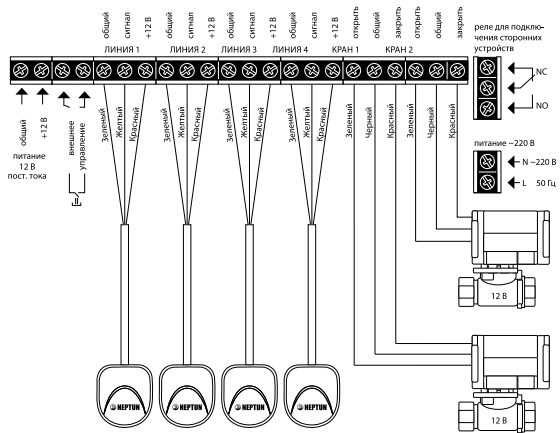 общий
сигнал
+12 В
общий
сигнал
+12 В
общий
сигнал
+12 В
общий
сигнал
+12 В
открыть
общий
закрыть
открыть
общий
закрыть
ЛИНИЯ 1
ЛИНИЯ 2
ЛИНИЯ 3
ЛИНИЯ 4
КРАН 1
КРАН 2
реле для подклю-
чения сторонних
устройств
NC
NO
общий
+12 В
питание
12 В
пост. тока
внешнее
управление
Зеленый
Желтый
Красный
Зеленый
Желтый
Красный
Зеленый
Желтый
Красный
Зеленый
Желтый
Красный
Зеленый
Черный
Красный
Зеленый
Черный
Красный
питание ~220 В
N ~220 В
L 50 Гц
12 В
12 В
NEPTUN
NEPTUN
NEPTUN
NEPTUN